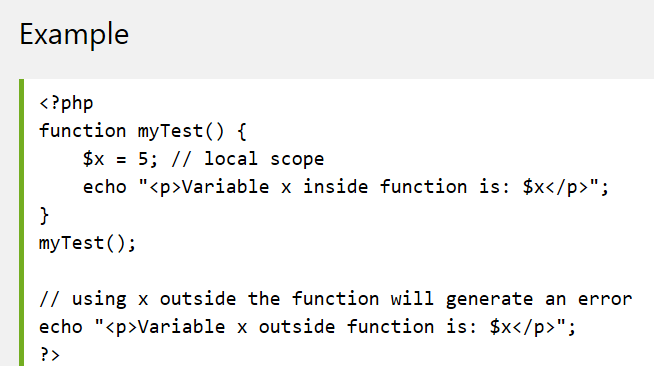 Example
<?php
function myTest() {
    $x = 5; // local scope
    echo "<p>Variable x inside function is: $x</p>";
}
myTest();

// using x outside the function will generate an error
echo "<p>Variable x outside function is: $x</p>";
?>